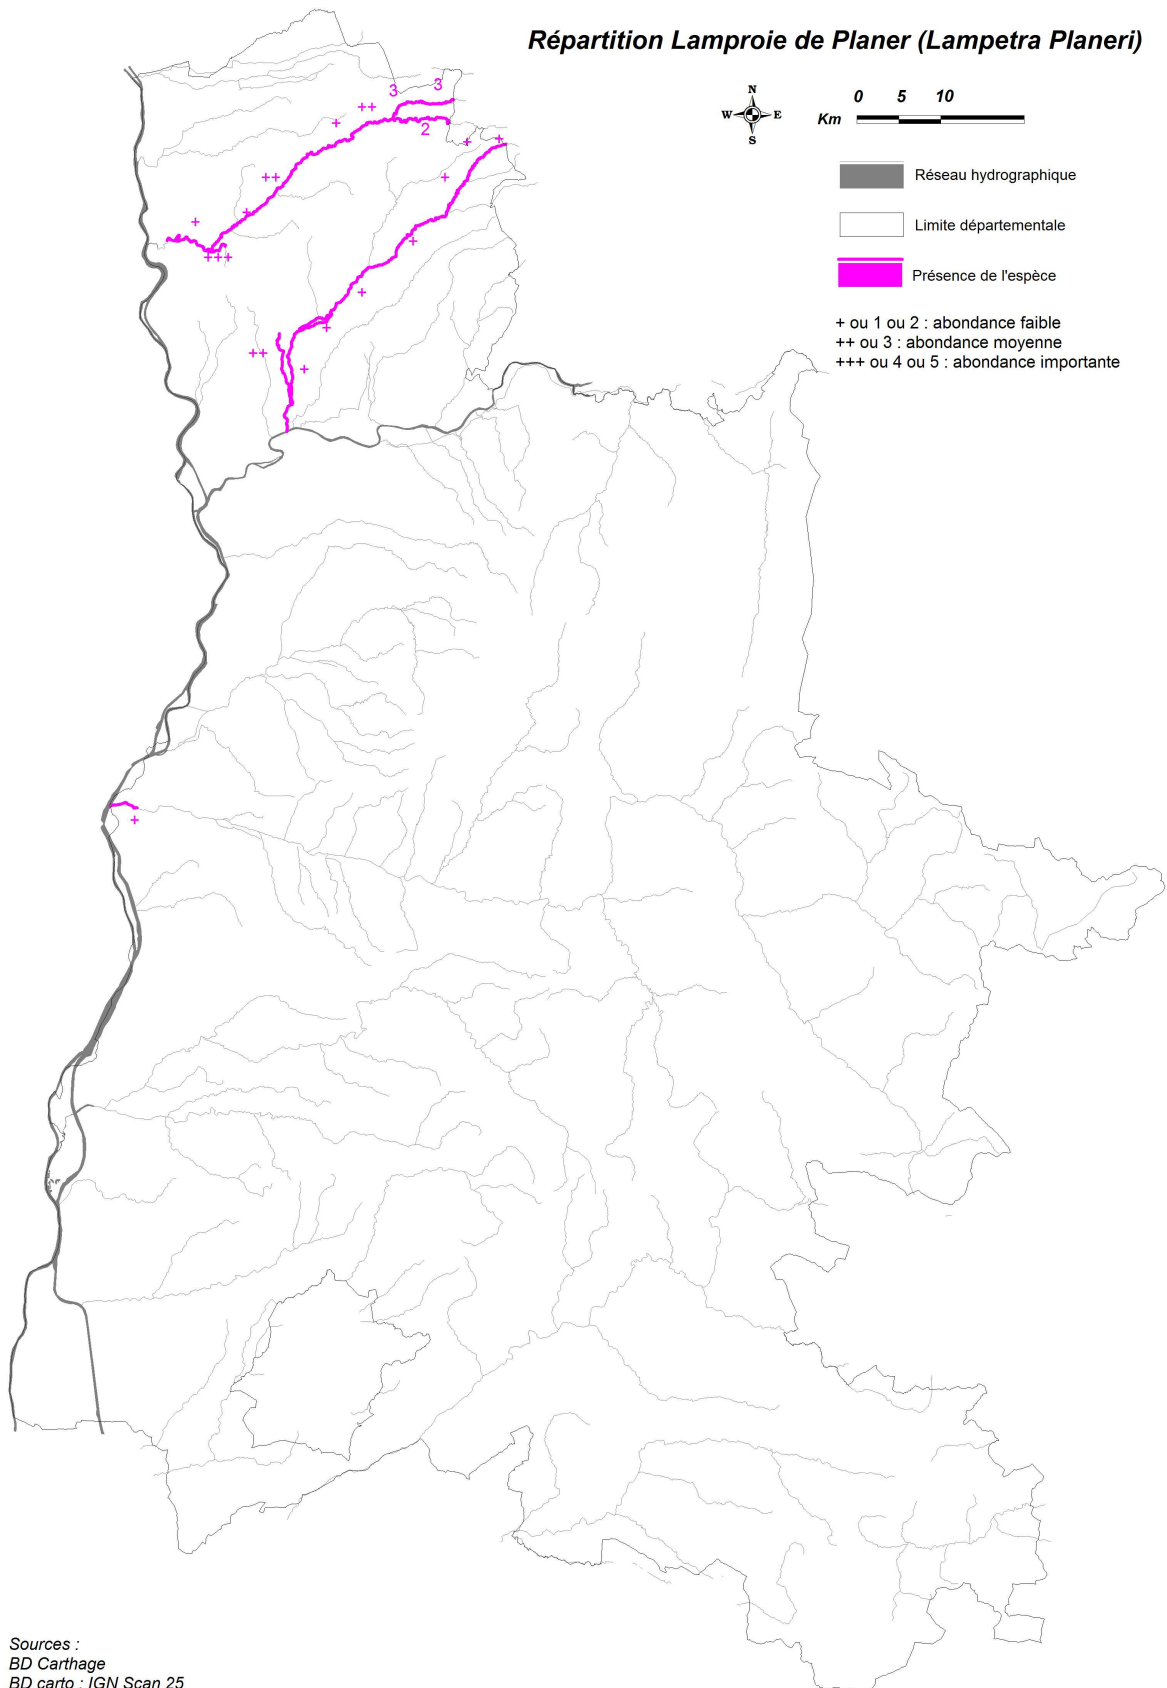 Répartition Lamproie de Planer (Lampetra Planeri)
N
W E
S
0 5 10
Km
Réseau hydrographique
Limite départementale
Présence de l'espèce
+ ou 1 ou 2 : abondance faible
++ ou 3 : abondance moyenne
+++ ou 4 ou 5 : abondance importante
3 3
++
+ 2
+ +
++ +
+ +
+
+++
+
+
++ +
+
Sources :
BD Carthage
BD carto : IGN Scan 25